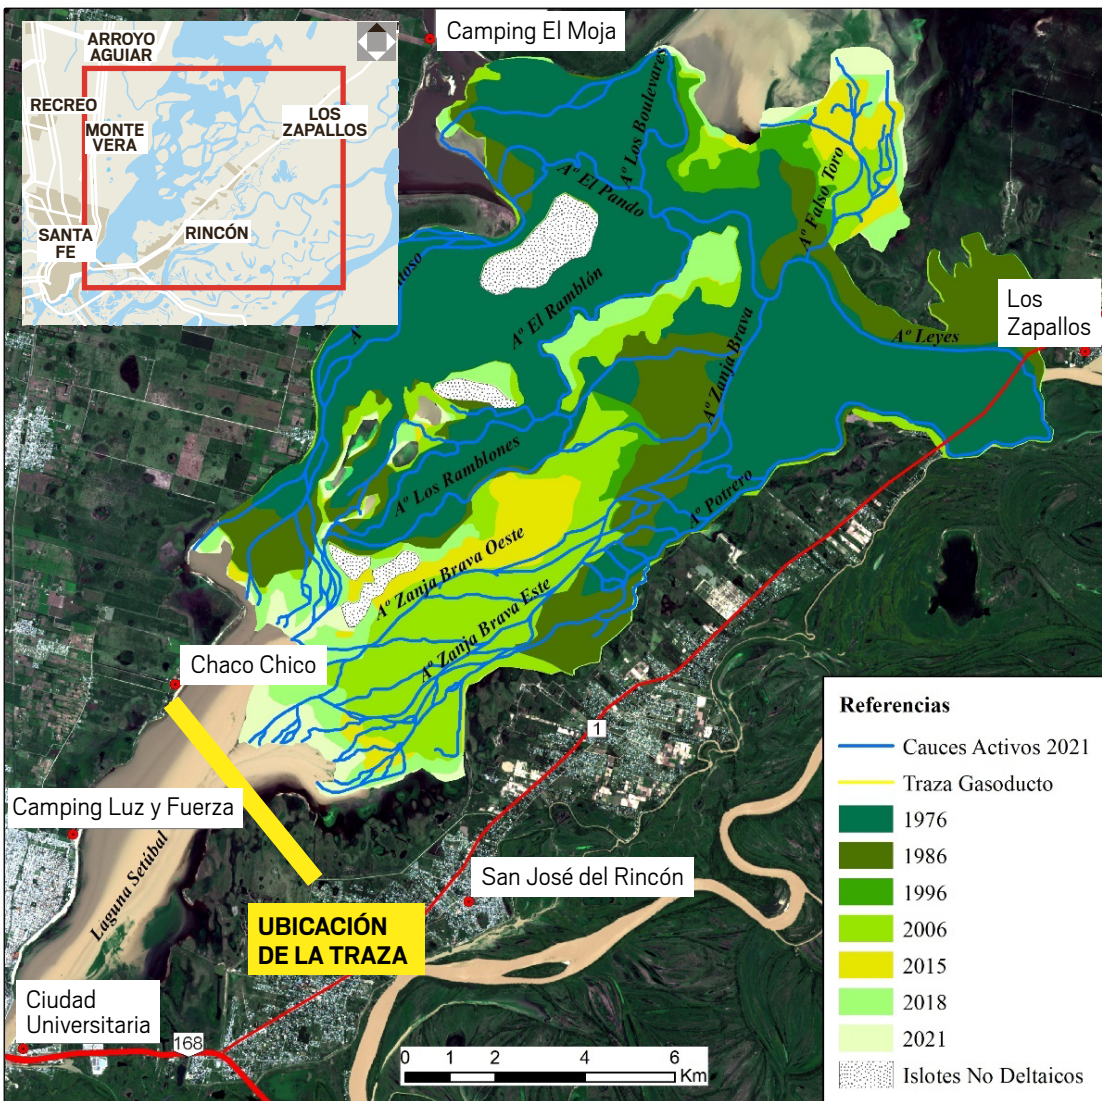 ARROYO
AGUIAR
RECREO
MONTE
VERA
LOS
ZAPALLOS
SANTA
FE
RINCÓN
Camping El Moja
Aº Los Boulevares
Aº El Pando
Aº Falso Toro
Aº
Aº El Ramblón
Aº Zanja Brava
Aº Leyes
Los
Zapallos
Aº Los Ramblones
Aº Potrero
Aº Zanja Brava Oeste
Aº Zanja Brava Este
Chaco Chico
1
Camping Luz y Fuerza
Laguna Setúbal
San José del Rincón
UBICACIÓN
DE LA TRAZA
Ciudad
Universitaria
168
0 1 2 4 6
Km
Referencias
Cauces Activos 2021
Traza Gasoducto
1976
1986
1996
2006
2015
2018
2021
Islotes No Deltaicos